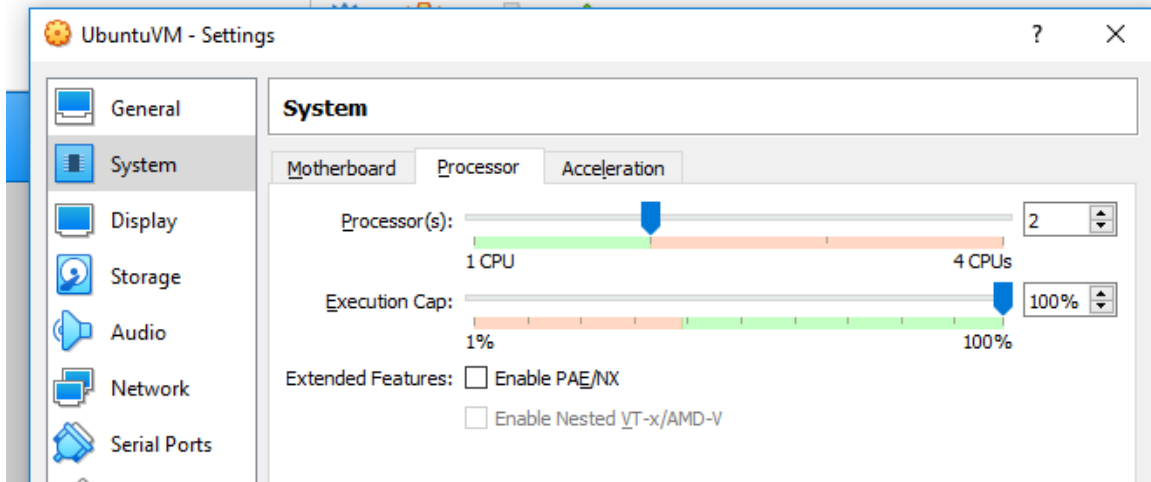 UbuntuVM - Settings ?
General
System
Display
Storage
Audio
Network
Serial Ports
System
Motherboard Processor Acceleration
Processor(s): 2
1 CPU 4 CPUs
Execution Cap: 100%
1% 100%
Extended Features: Enable PAE/NX
Enable Nested VT-x/AMD-V